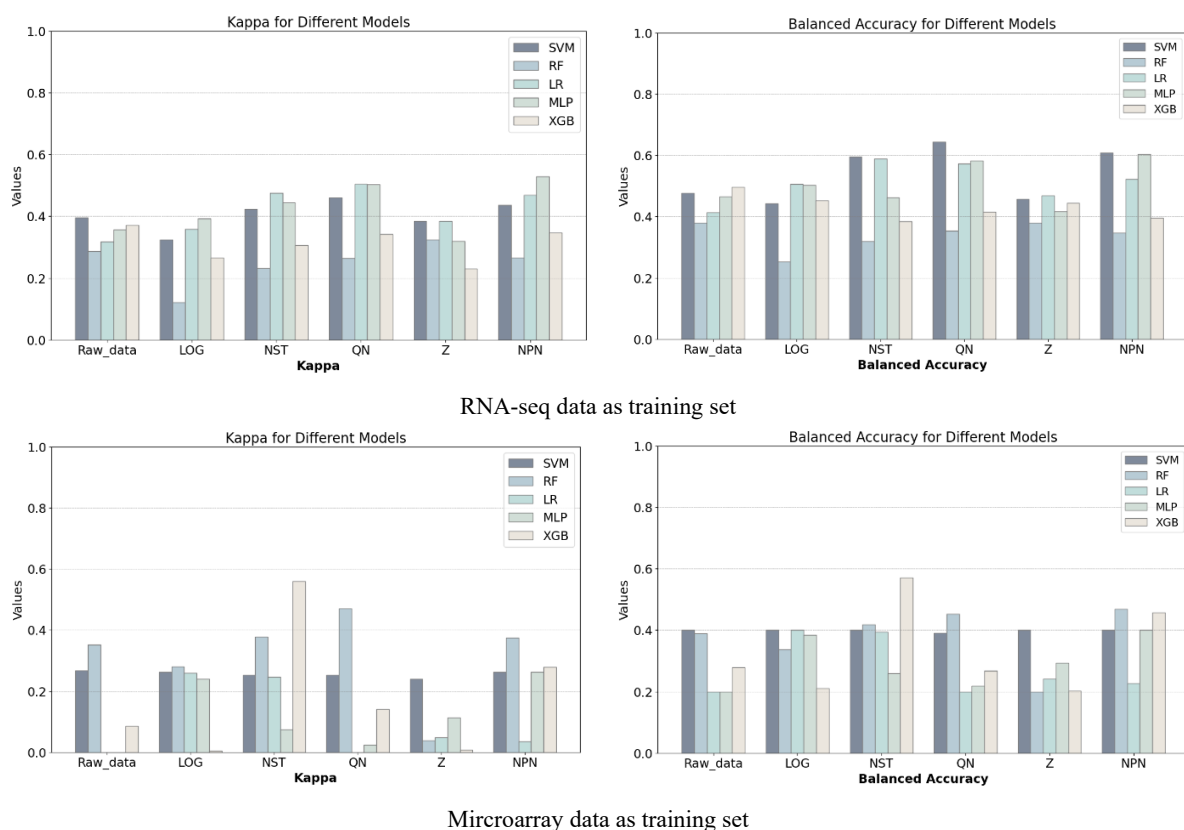 Kappa for Different Models
1.0
0.8
0.6
0.4
0.2
0.0
Values
SVM
RF
LR
MLP
XGB
Raw_data LOG NST QN Z NPN
Kappa
Balanced Accuracy for Different Models
1.0
0.8
0.6
0.4
0.2
0.0
Values
SVM
RF
LR
MLP
XGB
Raw_data LOG NST QN Z NPN
Balanced Accuracy
RNA-seq data as training set
Kappa for Different Models
1.0
0.8
0.6
0.4
0.2
0.0
Values
SVM
RF
LR
MLP
XGB
Raw_data LOG NST QN Z NPN
Kappa
Balanced Accuracy for Different Models
1.0
0.8
0.6
0.4
0.2
0.0
Values
SVM
RF
LR
MLP
XGB
Raw_data LOG NST QN Z NPN
Balanced Accuracy
Mircroarray data as training set